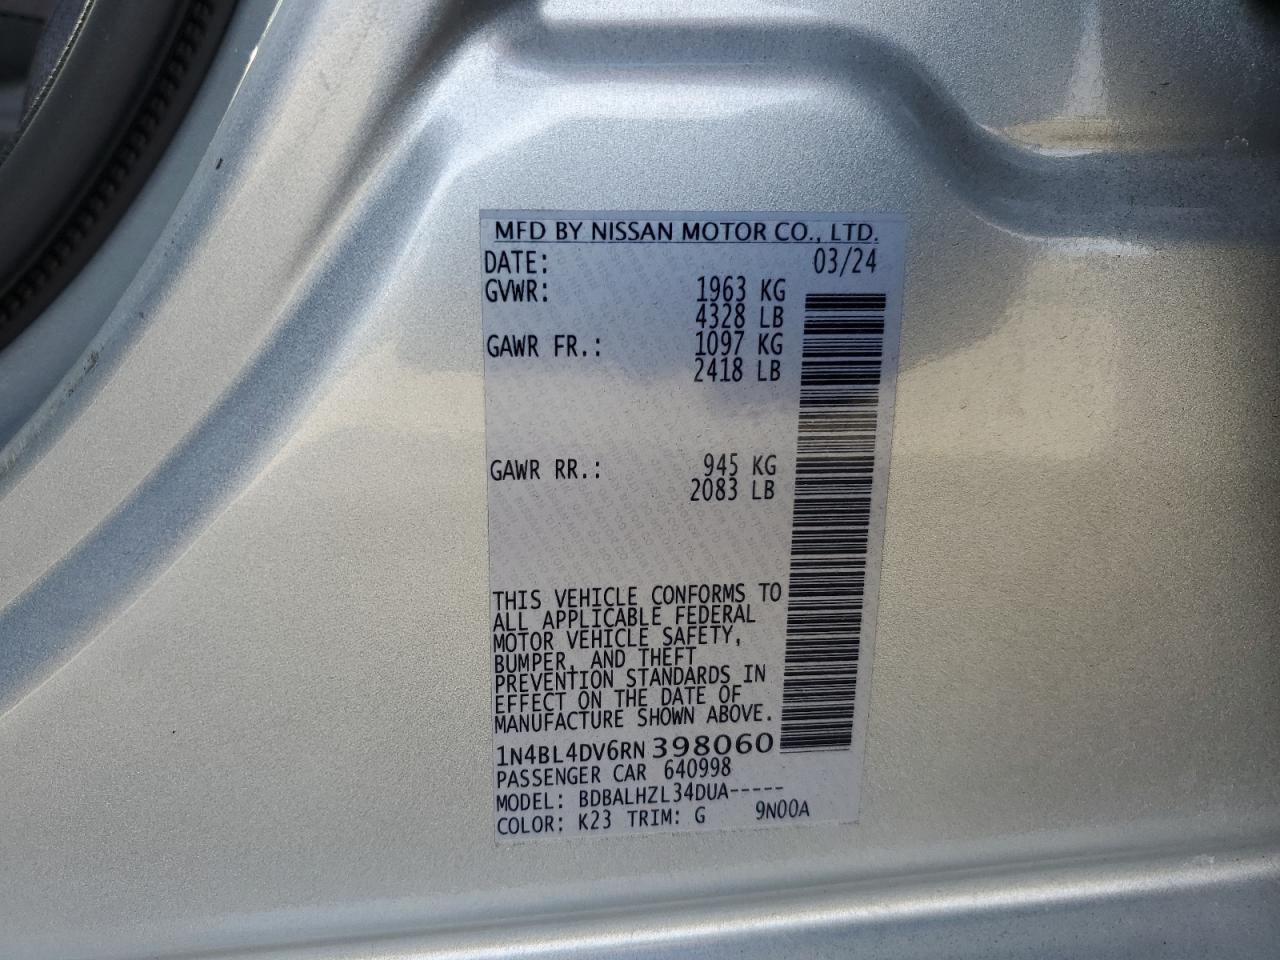 MFD BY NISSAN MOTOR CO., LTD.
DATE: 03/24
GVWR: 1963 KG
4328 LB
GAWR FR.: 1097 KG
2418 LB
GAWR RR.: 945 KG
2083 LB
THIS VEHICLE CONFORMS TO
ALL APPLICABLE FEDERAL
MOTOR VEHICLE SAFETY,
BUMPER, AND THEFT
PREVENTION STANDARDS IN
EFFECT ON THE DATE OF
MANUFACTURE SHOWN ABOVE.
1N4BL4DV6RN398060
PASSENGER CAR 640998
MODEL: BDBALHZL34DUA-----
COLOR: K23 TRIM: G 9N00A